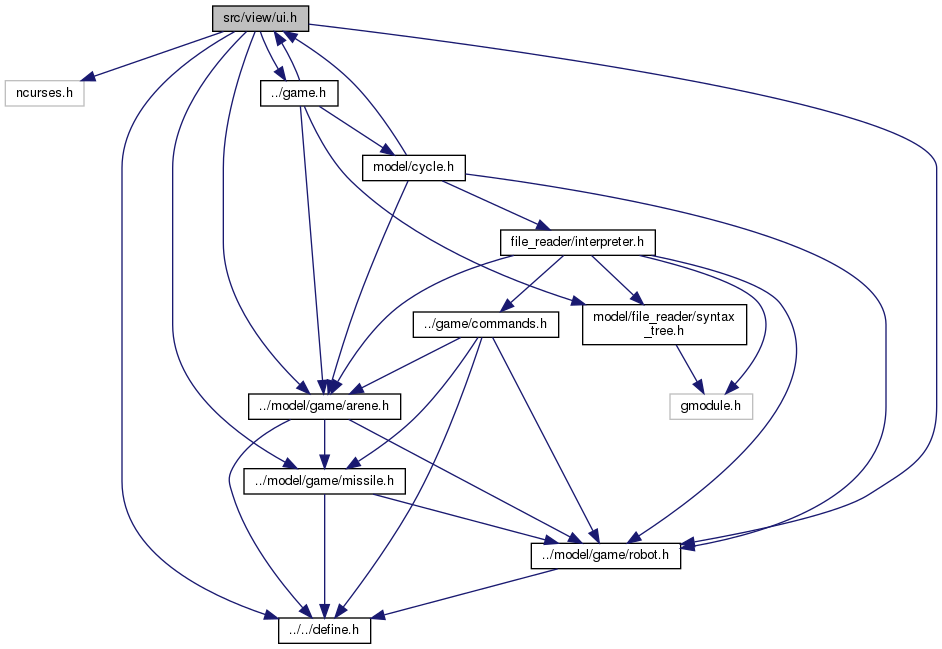 src/view/ui.h
ncurses.h
../game.h
model/cycle.h
file_reader/interpreter.h
../game/commands.h
model/file_reader/syntax
_tree.h
../model/game/arene.h
gmodule.h
../model/game/missile.h
../model/game/robot.h
../../define.h